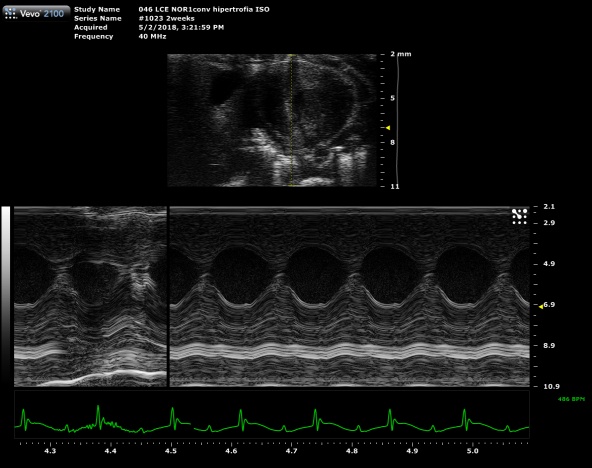 Vevo 2100
Study Name 046 LCE NOR1conv hipertrofia ISO
Series Name #1023 2weeks
Acquired 5/2/2018, 3:21:59 PM
Frequency 40 MHz
2 mm
5
8
11
2.1
2.9
4.9
6.9
8.9
10.9
486 BPM
4.3 4.4 4.5 4.6 4.7 4.8 4.9 5.0